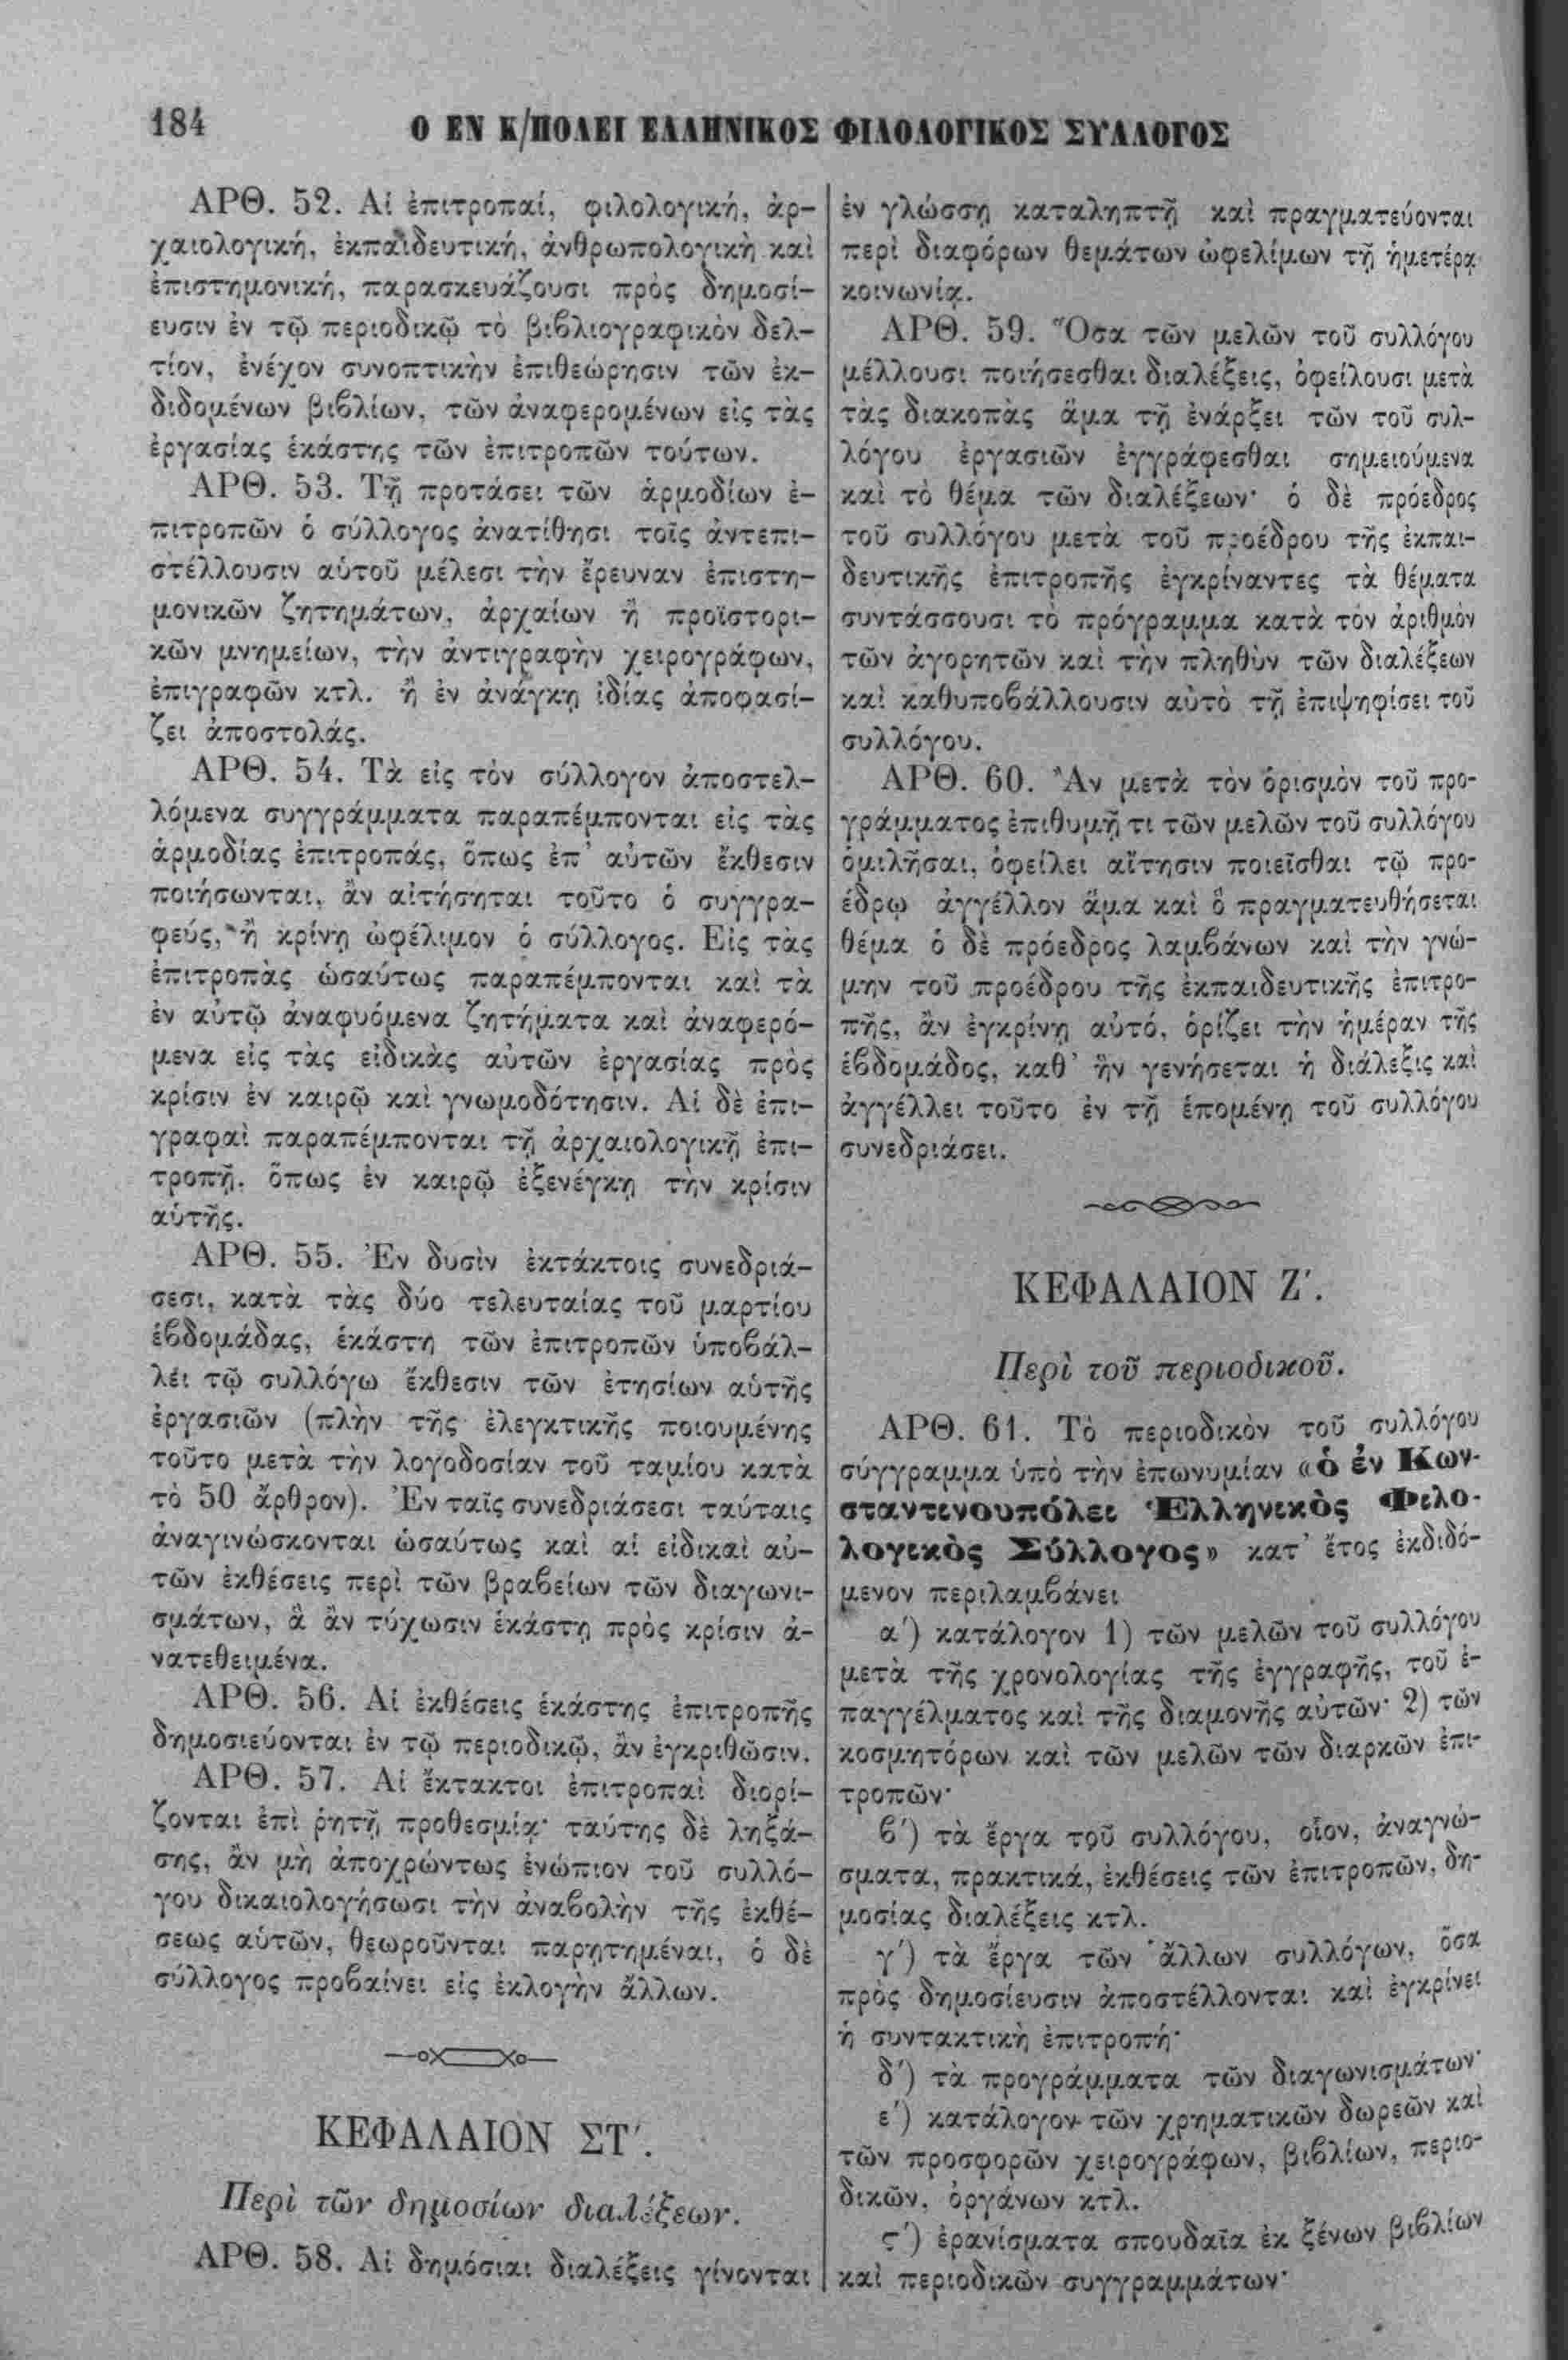 184
Ο ΕΝ Κ/ΠΟΛΕΙ ΕΛΛΗΝΙΚΟΣ ΦΙΛΟΛΟΓΙΚΟΣ ΣΥΛΛΟΓΟΣ
ΑΡΘ. 52. Αἱ ἐπιτροπαί, φιλολογική, ἀρ-
χαιολογική, ἐκπαιδευτική, ἀνθρωπολογικὴ καὶ
ἐπιστημονική, παρασκευάζουσι πρὸς δημοσί-
ευσιν ἐν τῷ περιοδικῷ τὸ βιβλιογραφικὸν δελ-
τίον, ἐνέχον συνοπτικὴν ἐπιθεώρησιν τῶν ἐκ-
διδομένων βιβλίων, τῶν ἀναφερομένων εἰς τὰς
ἐργασίας ἑκάστης τῶν ἐπιτροπῶν τούτων.
ΑΡΘ. 53. Τῇ προτάσει τῶν ἁρμοδίων ἐ-
πιτροπῶν ὁ σύλλογος ἀνατίθησι τοῖς ἀντεπι-
στέλλουσιν αὑτοῦ μέλεσι τὴν ἔρευναν ἐπιστη-
μονικῶν ζητημάτων, ἀρχαίων ἢ προϊστορι-
κῶν μνημείων, τὴν ἀντιγραφὴν χειρογράφων,
ἐπιγραφῶν κτλ. ἢ ἐν ἀνάγκῃ ἰδίας ἀποφασί-
ζει ἀποστολάς.
ΑΡΘ. 54. Τὰ εἰς τὸν σύλλογον ἀποστελ-
λόμενα συγγράμματα παραπέμπονται εἰς τὰς
ἁρμοδίας ἐπιτροπάς, ὅπως ἐπ' αὐτῶν ἔκθεσιν
ποιήσωνται, ἂν αἰτήσηται τοῦτο ὁ συγγρα-
φεύς, ἢ κρίνῃ ὠφέλιμον ὁ σύλλογος. Εἰς τὰς
ἐπιτροπὰς ὡσαύτως παραπέμπονται καὶ τὰ
ἐν αὐτῷ ἀναφυόμενα ζητήματα καὶ ἀναφερό-
μενα εἰς τὰς εἰδικὰς αὐτῶν ἐργασίας πρὸς
κρίσιν ἐν καιρῷ καὶ γνωμοδότησιν. Αἱ δὲ ἐπι-
γραφαὶ παραπέμπονται τῇ ἀρχαιολογικῇ ἐπι-
τροπῇ, ὅπως ἐν καιρῷ ἐξενέγκῃ τὴν κρίσιν
αὑτῆς.
ΑΡΘ. 55. Ἐν δυσὶν ἐκτάκτοις συνεδριά-
σεσι, κατὰ τὰς δύο τελευταίας τοῦ μαρτίου
ἑβδομάδας, ἑκάστη τῶν ἐπιτροπῶν ὑποβάλ-
λει τῷ συλλόγῳ ἔκθεσιν τῶν ἐτησίων αὑτῆς
ἐργασιῶν (πλὴν τῆς ἐλεγκτικῆς ποιουμένης
τοῦτο μετὰ τὴν λογοδοσίαν τοῦ ταμίου κατὰ
τὸ 50 ἄρθρον). Ἐν ταῖς συνεδριάσεσι ταύταις
ἀναγινώσκονται ὡσαύτως καὶ αἱ εἰδικαὶ αὐ-
τῶν ἐκθέσεις περὶ τῶν βραβείων τῶν διαγωνι-
σμάτων, ἃ ἂν τύχωσιν ἑκάστῃ πρὸς κρίσιν ἀ-
νατεθειμένα.
ΑΡΘ. 56. Αἱ ἐκθέσεις ἑκάστης ἐπιτροπῆς
δημοσιεύονται ἐν τῷ περιοδικῷ, ἂν ἐγκριθῶσιν.
ΑΡΘ. 57. Αἱ ἔκτακτοι ἐπιτροπαὶ διορί-
ζονται ἐπὶ ῥητῇ προθεσμίᾳ· ταύτης δὲ ληξά-
σης, ἂν μὴ ἀποχρώντως ἐνώπιον τοῦ συλλό-
γου δικαιολογήσωσι τὴν ἀναβολὴν τῆς ἐκθέ-
σεως αὑτῶν, θεωροῦνται παρῃτημέναι, ὁ δὲ
σύλλογος προβαίνει εἰς ἐκλογὴν ἄλλων.
ΚΕΦΑΛΑΙΟΝ ΣΤ'.
Περὶ τῶν δημοσίων διαλέξεων.
ΑΡΘ. 58. Αἱ δημόσιαι διαλέξεις γίνονται
ἐν γλώσσῃ καταληπτῇ καὶ πραγματεύονται
περὶ διαφόρων θεμάτων ὠφελίμων τῇ ἡμετέρᾳ
κοινωνίᾳ.
ΑΡΘ. 59. Ὅσα τῶν μελῶν τοῦ συλλόγου
μέλλουσι ποιήσεσθαι διαλέξεις, ὀφείλουσι μετὰ
τὰς διακοπὰς ἅμα τῇ ἐνάρξει τῶν τοῦ συλ-
λόγου ἐργασιῶν ἐγγράφεσθαι σημειούμενα
καὶ τὸ θέμα τῶν διαλέξεων· ὁ δὲ πρόεδρος
τοῦ συλλόγου μετὰ τοῦ προέδρου τῆς ἐκπαι-
δευτικῆς ἐπιτροπῆς ἐγκρίναντες τὰ θέματα
συντάσσουσι τὸ πρόγραμμα κατὰ τὸν ἀριθμὸν
τῶν ἀγορητῶν καὶ τὴν πληθὺν τῶν διαλέξεων
καὶ καθυποβάλλουσιν αὐτὸ τῇ ἐπιψηφίσει τοῦ
συλλόγου.
ΑΡΘ. 60. Ἂν μετὰ τὸν ὁρισμὸν τοῦ προ-
γράμματος ἐπιθυμῇ τι τῶν μελῶν τοῦ συλλόγου
ὁμιλῆσαι, ὀφείλει αἴτησιν ποιεῖσθαι τῷ προ-
έδρῳ ἀγγέλλον ἅμα καὶ ὃ πραγματευθήσεται
θέμα ὁ δὲ πρόεδρος λαμβάνων καὶ τὴν γνώ-
μην τοῦ προέδρου τῆς ἐκπαιδευτικῆς ἐπιτρο-
πῆς, ἂν ἐγκρίνῃ αὐτό, ὁρίζει τὴν ἡμέραν τῆς
ἑβδομάδος, καθ' ἣν γενήσεται ἡ διάλεξις καὶ
ἀγγέλλει τοῦτο ἐν τῇ ἑπομένῃ τοῦ συλλόγου
συνεδριάσει.
ΚΕΦΑΛΑΙΟΝ Ζ'.
Περὶ τοῦ περιοδικοῦ.
ΑΡΘ. 61. Τὸ περιοδικὸν τοῦ συλλόγου
σύγγραμμα ὑπὸ τὴν ἐπωνυμίαν «ὁ ἐν Κων-
σταντινουπόλει Ἑλληνικὸς Φιλο-
λογικὸς Σύλλογος» κατ' ἔτος ἐκδιδό-
μενον περιλαμβάνει
α') κατάλογον 1) τῶν μελῶν τοῦ συλλόγου
μετὰ τῆς χρονολογίας τῆς ἐγγραφῆς, τοῦ ἐ-
παγγέλματος καὶ τῆς διαμονῆς αὐτῶν· 2) τῶν
κοσμητόρων καὶ τῶν μελῶν τῶν διαρκῶν ἐπι-
τροπῶν·
β') τὰ ἔργα τοῦ συλλόγου, οἷον, ἀναγνώ-
σματα, πρακτικά, ἐκθέσεις τῶν ἐπιτροπῶν, δη-
μοσίας διαλέξεις κτλ.
γ') τὰ ἔργα τῶν ἄλλων συλλόγων, ὅσα
πρὸς δημοσίευσιν ἀποστέλλονται καὶ ἐγκρίνει
ἡ συντακτικὴ ἐπιτροπή·
δ') τὰ προγράμματα τῶν διαγωνισμάτων·
ε') κατάλογον τῶν χρηματικῶν δωρεῶν καὶ
τῶν προσφορῶν χειρογράφων, βιβλίων, περιο-
δικῶν, ὀργάνων κτλ.
ς') ἐρανίσματα σπουδαῖα ἐκ ξένων βιβλίων
καὶ περιοδικῶν συγγραμμάτων·